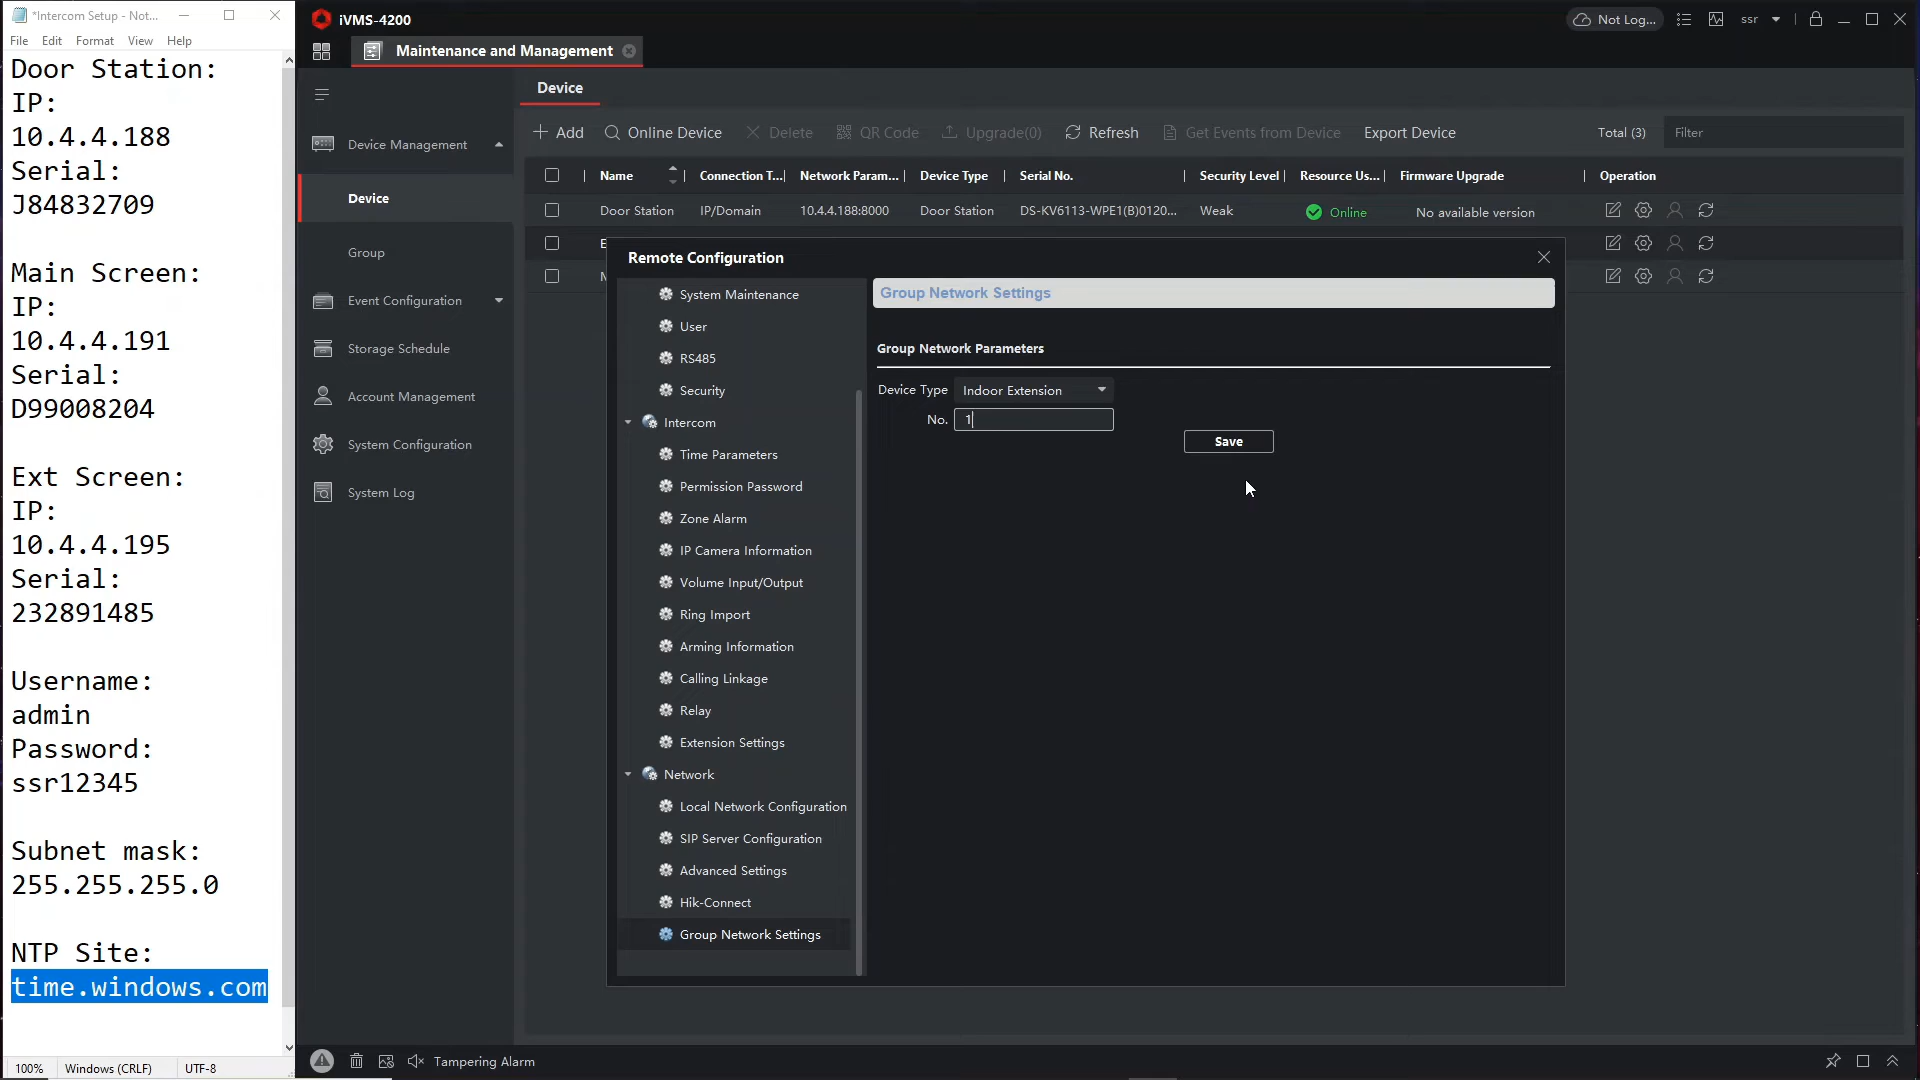 *Intercom Setup - Not...
File Edit Format View Help
Door Station:
IP:
10.4.4.188
Serial:
J84832709
Main Screen:
IP:
10.4.4.191
Serial:
D99008204
Ext Screen:
IP:
10.4.4.195
Serial:
232891485
Username:
admin
Password:
ssr12345
Subnet mask:
255.255.255.0
NTP Site:
time.windows.com
100% Windows (CRLF) UTF-8
iVMS-4200
Not Log...
ssr
Maintenance and Management
Device Management
Device
Group
Event Configuration
Storage Schedule
Account Management
System Configuration
System Log
Device
Add Online Device Delete QR Code Upgrade(0) Refresh Get Events from Device Export Device Total (3) Filter
Name Connection T... Network Param... Device Type Serial No. Security Level Resource Us... Firmware Upgrade Operation
Door Station IP/Domain 10.4.4.188:8000 Door Station DS-KV6113-WPE1(B)0120... Weak Online No available version
Remote Configuration
System Maintenance
User
RS485
Security
Intercom
Time Parameters
Permission Password
Zone Alarm
IP Camera Information
Volume Input/Output
Ring Import
Arming Information
Calling Linkage
Relay
Extension Settings
Network
Local Network Configuration
SIP Server Configuration
Advanced Settings
Hik-Connect
Group Network Settings
Group Network Settings
Group Network Parameters
Device Type Indoor Extension
No. 1
Save
Tampering Alarm